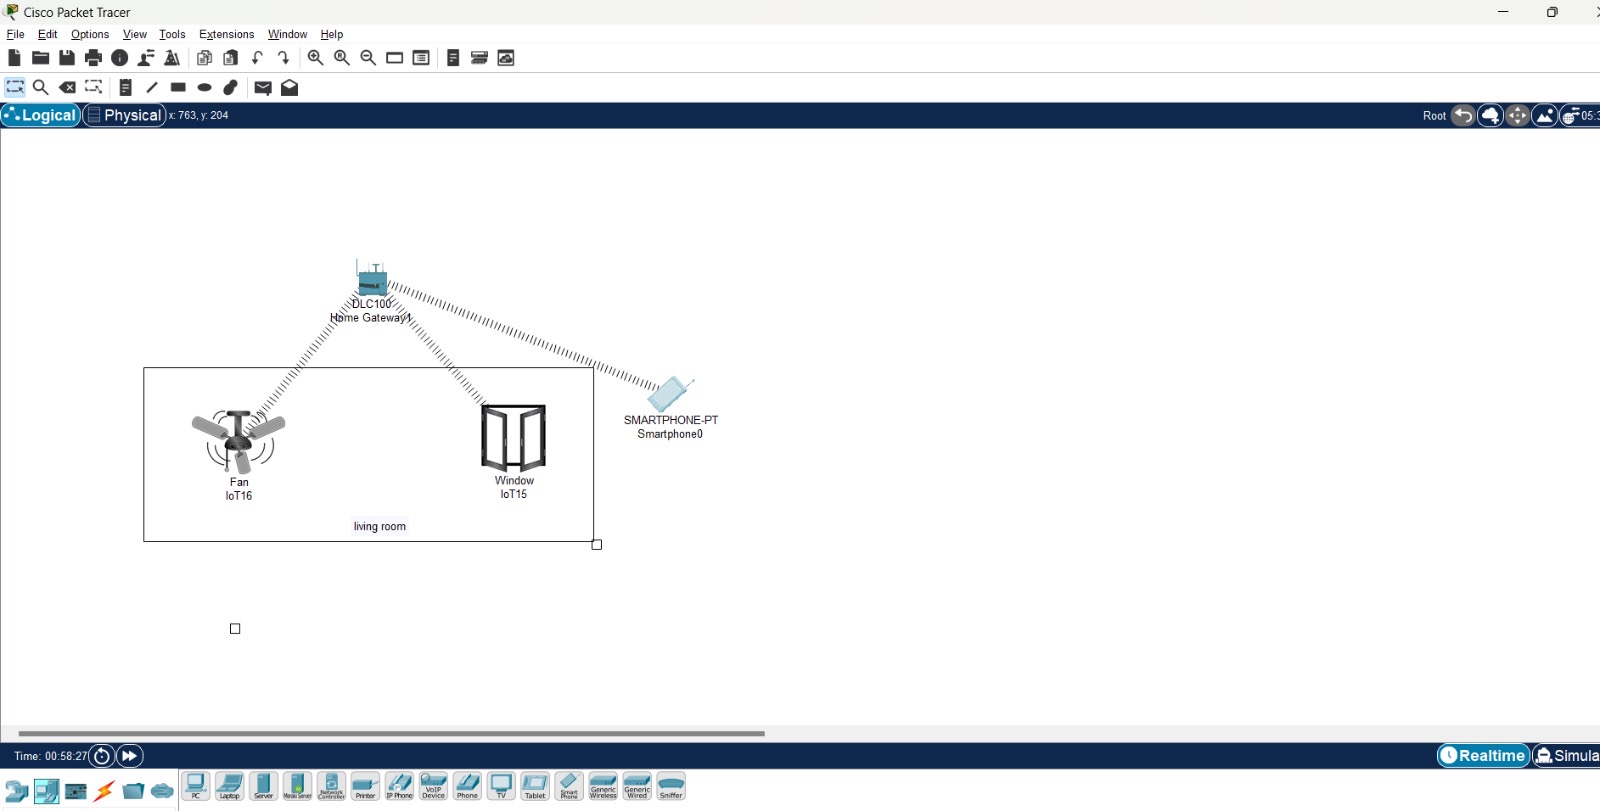 Cisco Packet Tracer
File Edit Options View Tools Extensions Window Help
Logical Physical x: 763, y: 204 Root 05:3
DLC100
Home Gateway1
SMARTPHONE-PT
Smartphone0
Fan
IoT16
Window
IoT15
living room
Time: 00:58:27 Realtime Simula
PC Laptop Server Meraki Server Network Controller Printer IP Phone VoIP Device Phone TV Tablet Smart Phone Generic Wireless Generic Wired Sniffer